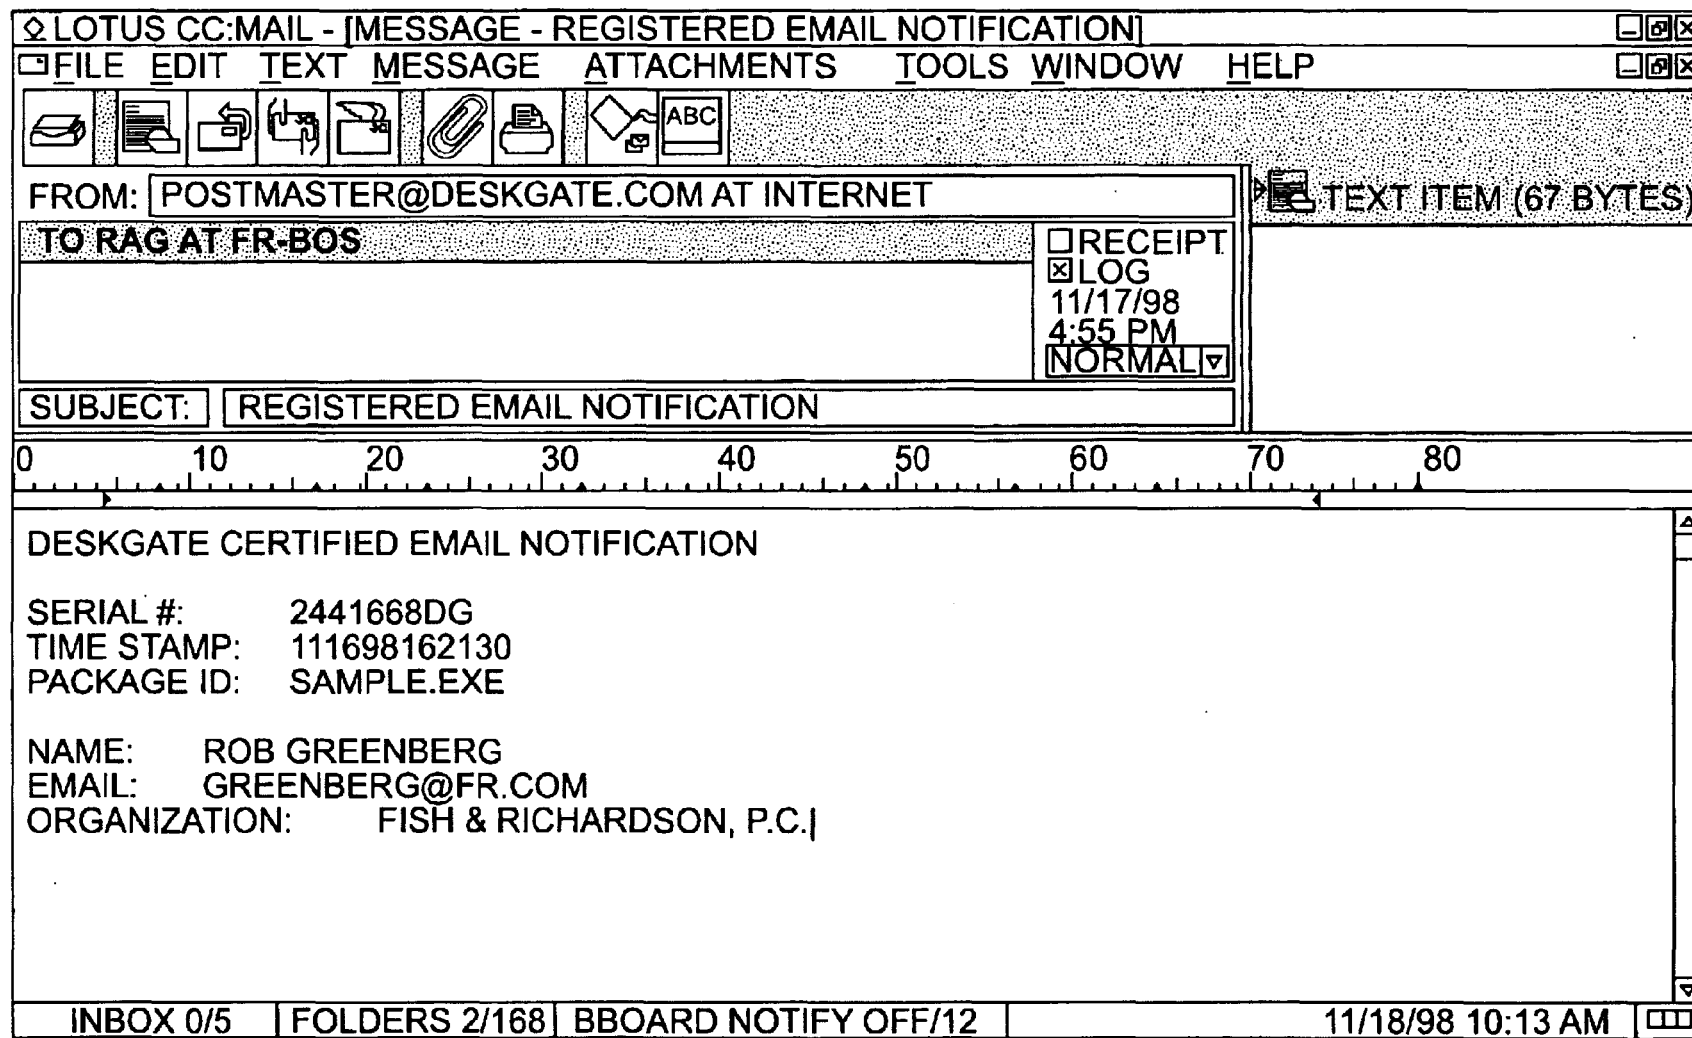 LOTUS CC:MAIL - [MESSAGE - REGISTERED EMAIL NOTIFICATION]
FILE EDIT TEXT MESSAGE ATTACHMENTS TOOLS WINDOW HELP
ABC
FROM: POSTMASTER@DESKGATE.COM AT INTERNET
TEXT ITEM (67 BYTES)
TO RAG AT FR-BOS
RECEIPT
LOG
11/17/98
4:55 PM
NORMAL
SUBJECT: REGISTERED EMAIL NOTIFICATION
0 10 20 30 40 50 60 70 80
DESKGATE CERTIFIED EMAIL NOTIFICATION
SERIAL #: 2441668DG
TIME STAMP: 111698162130
PACKAGE ID: SAMPLE.EXE
NAME: ROB GREENBERG
EMAIL: GREENBERG@FR.COM
ORGANIZATION: FISH & RICHARDSON, P.C.
INBOX 0/5 FOLDERS 2/168 BBOARD NOTIFY OFF/12 11/18/98 10:13 AM